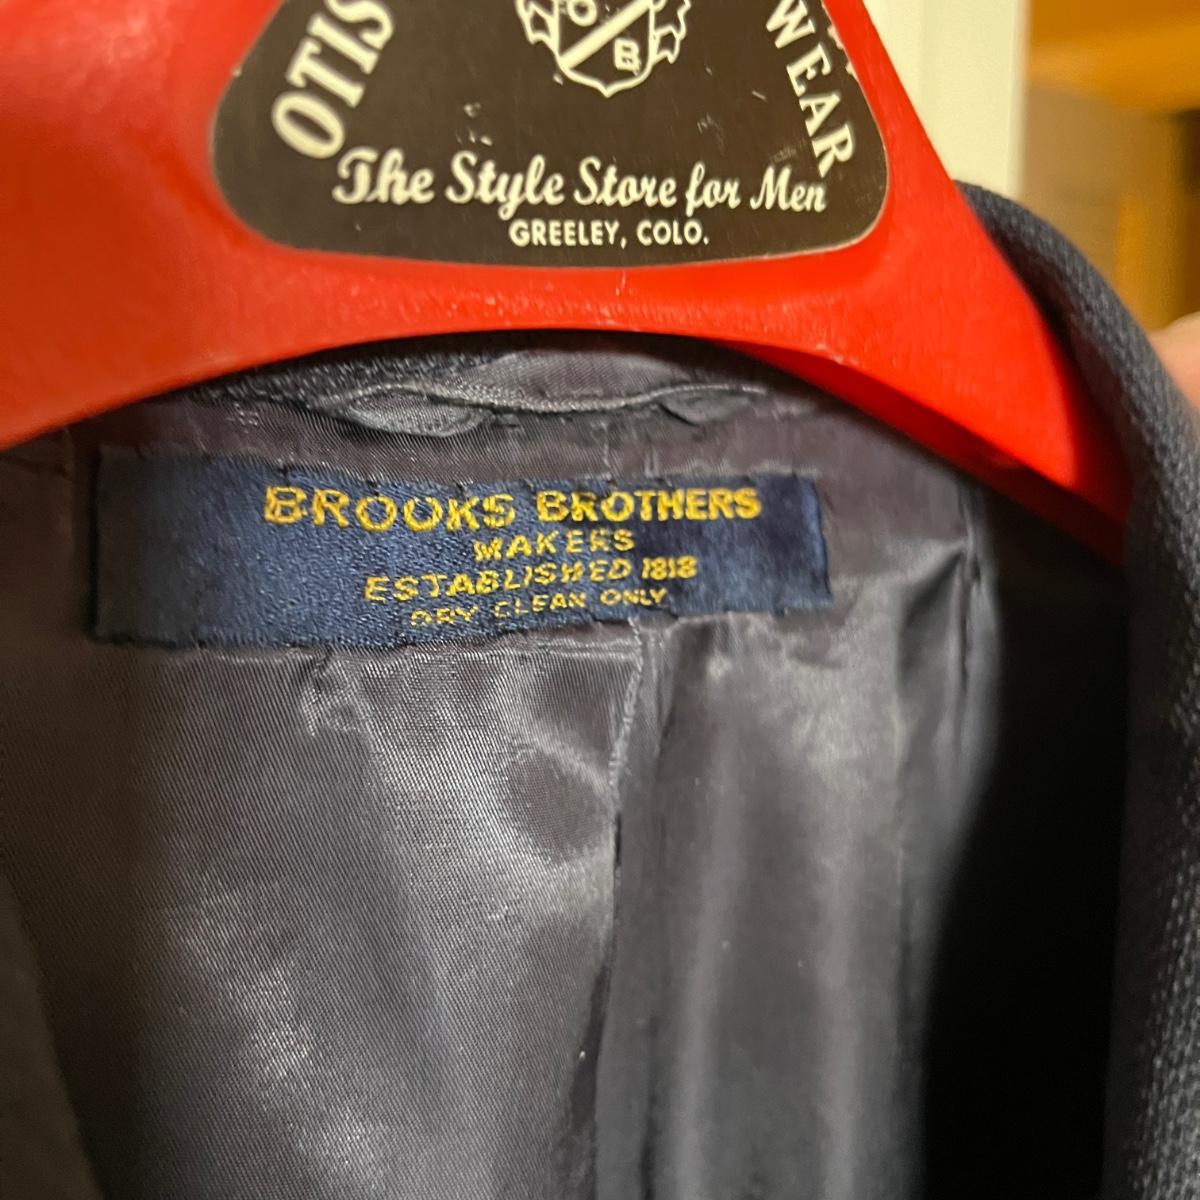 OTIS
WEAR
O
B
The Style Store for Men
GREELEY, COLO.
BROOKS BROTHERS
MAKERS
ESTABLISHED 1818
DRY CLEAN ONLY